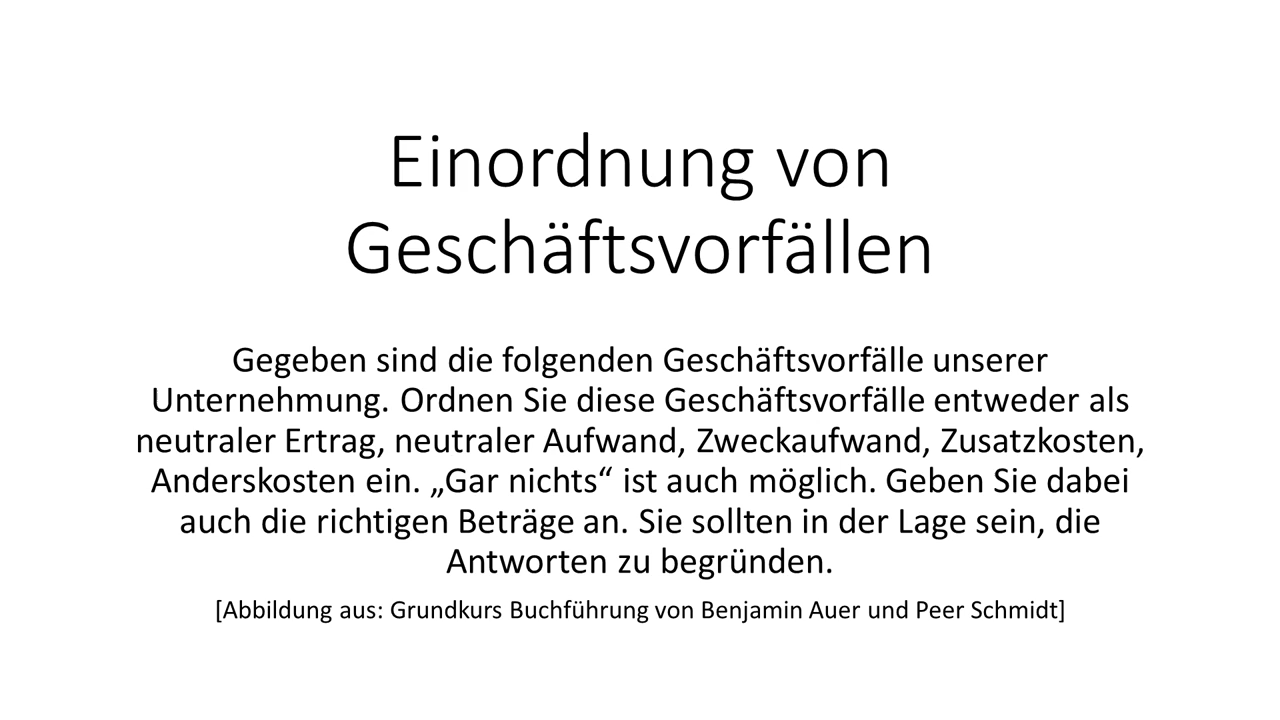 Einordnung von
Geschäftsvorfällen
Gegeben sind die folgenden Geschäftsvorfälle unserer
Unternehmung. Ordnen Sie diese Geschäftsvorfälle entweder als
neutraler Ertrag, neutraler Aufwand, Zweckaufwand, Zusatzkosten,
Anderskosten ein. „Gar nichts“ ist auch möglich. Geben Sie dabei
auch die richtigen Beträge an. Sie sollten in der Lage sein, die
Antworten zu begründen.
[Abbildung aus: Grundkurs Buchführung von Benjamin Auer und Peer Schmidt]